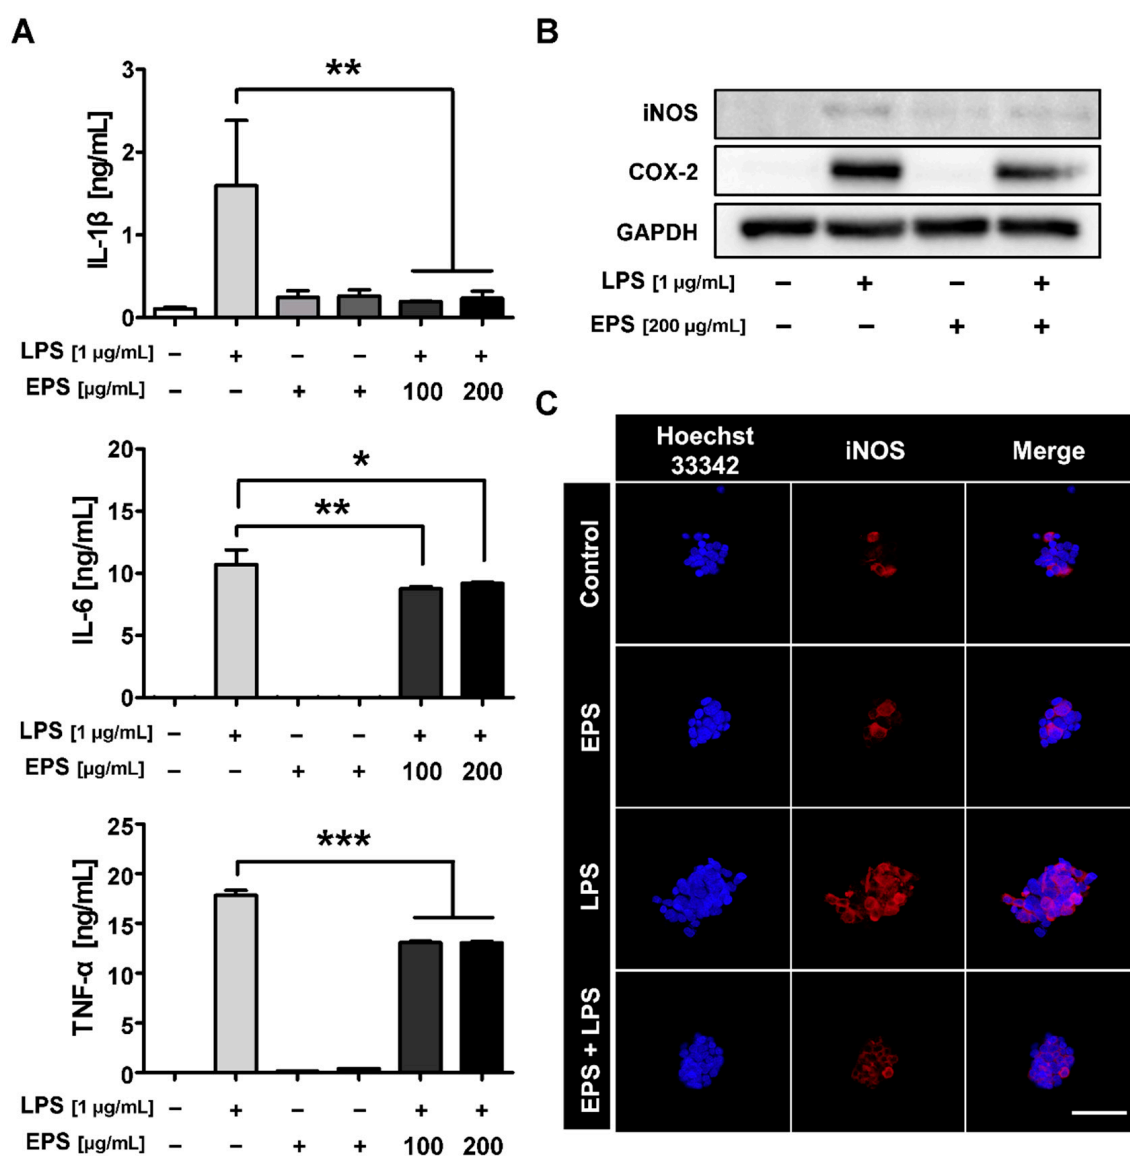 A
**
3
2
1
0
IL-1β [ng/mL]
LPS [1 μg/mL] – + – – + +
EPS [μg/mL] – – + + 100 200
*
**
20
15
10
5
0
IL-6 [ng/mL]
LPS [1 μg/mL] – + – – + +
EPS [μg/mL] – – + + 100 200
***
25
20
15
10
5
0
TNF-α [ng/mL]
LPS [1 μg/mL] – + – – + +
EPS [μg/mL] – – + + 100 200
B
iNOS
COX-2
GAPDH
LPS [1 μg/mL] – + – +
EPS [200 μg/mL] – – + +
C
Hoechst
33342
iNOS
Merge
Control
EPS
LPS
EPS + LPS